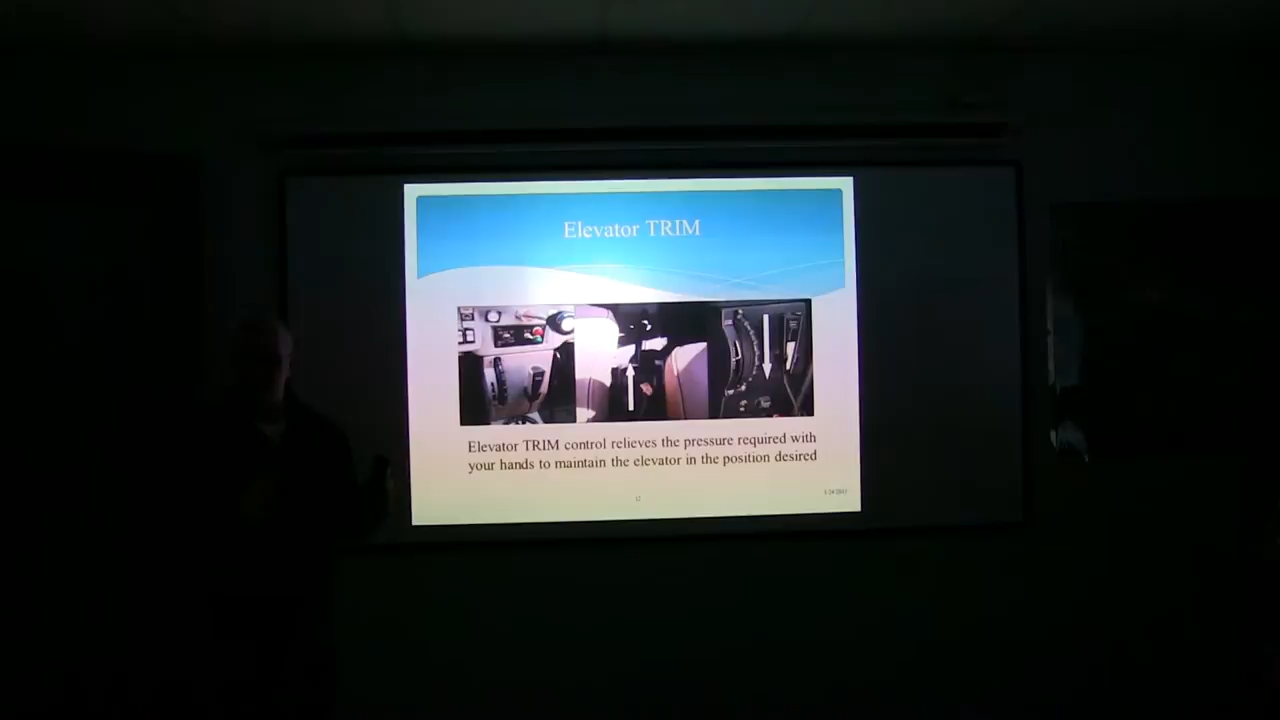 Elevator TRIM
Elevator TRIM control relieves the pressure required with
your hands to maintain the elevator in the position desired
12